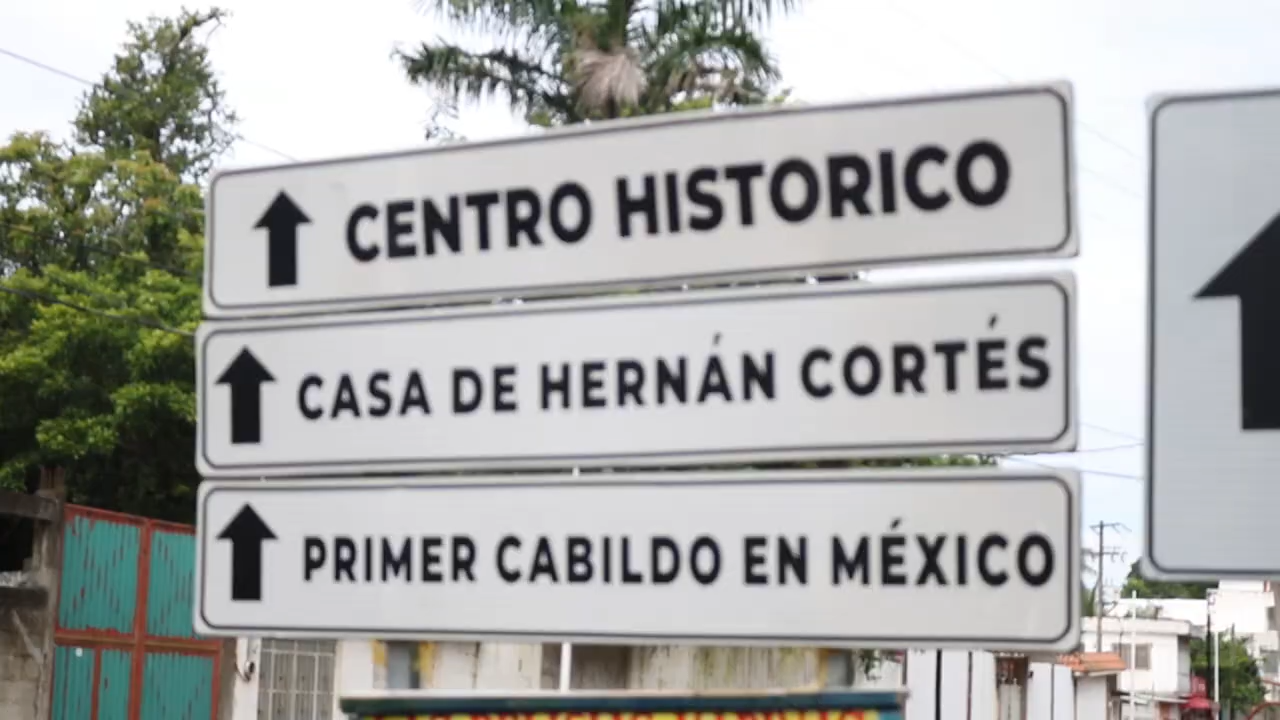 CENTRO HISTORICO
CASA DE HERNÁN CORTÉS
PRIMER CABILDO EN MÉXICO